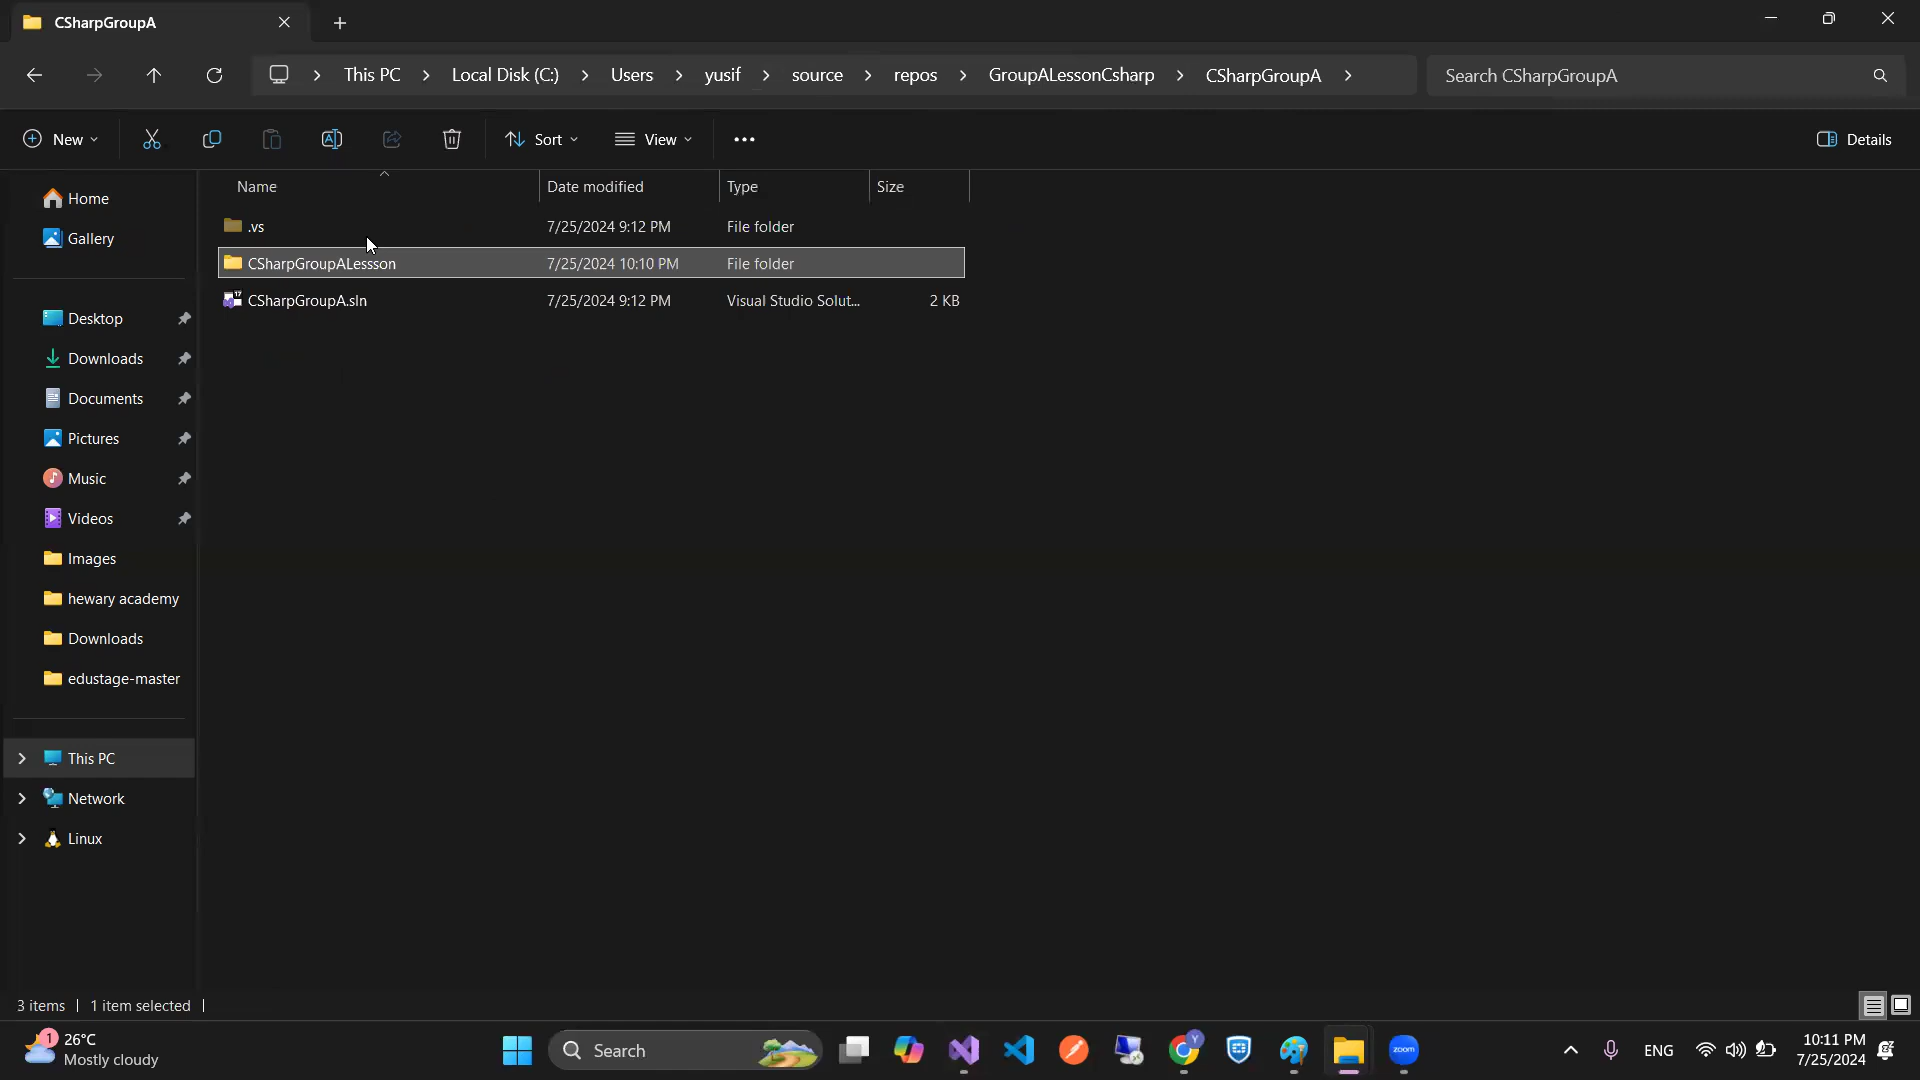 CSharpGroupA
This PC > Local Disk (C:) > Users > yusif > source > repos > GroupALessonCsharp > CSharpGroupA >
Search CSharpGroupA
New
Sort
View
Details
Name Date modified Type Size
.vs 7/25/2024 9:12 PM File folder
CSharpGroupALessson 7/25/2024 10:10 PM File folder
CSharpGroupA.sln 7/25/2024 9:12 PM Visual Studio Solut... 2 KB
Home
Gallery
Desktop
Downloads
Documents
Pictures
Music
Videos
Images
hewary academy
Downloads
edustage-master
This PC
Network
Linux
3 items | 1 item selected |
1
26°C
Mostly cloudy
Search
Y
zoom
ENG
10:11 PM
7/25/2024